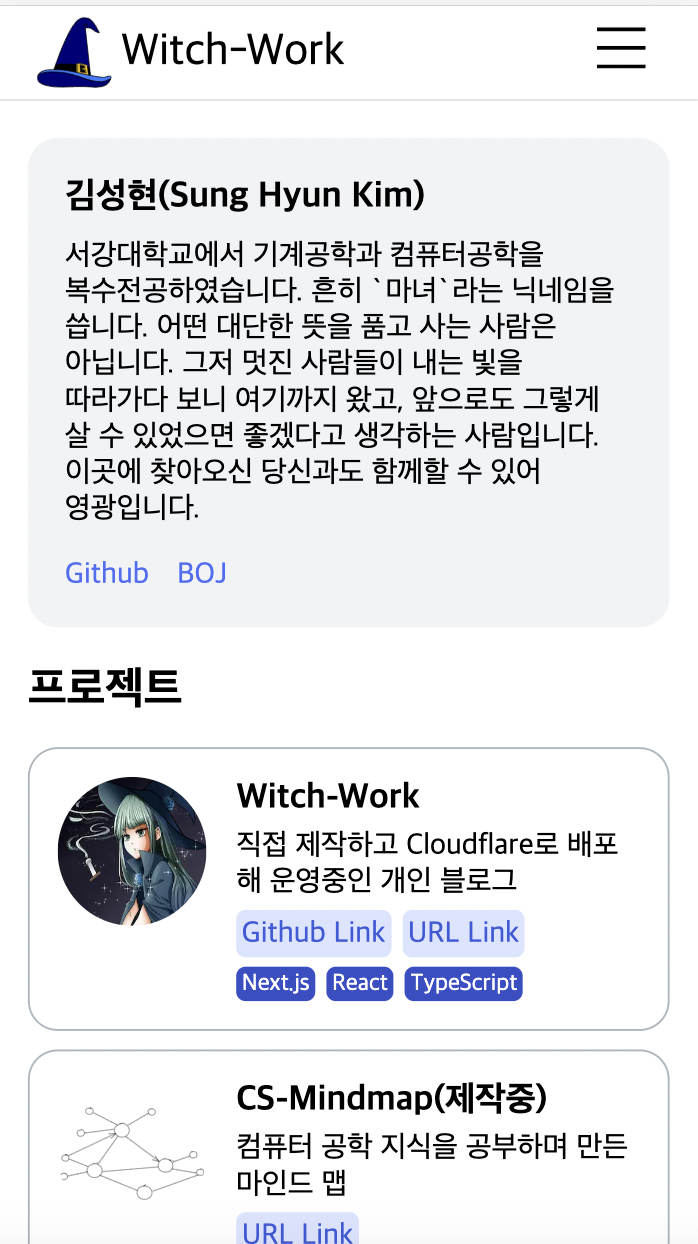 Witch-Work
김성현(Sung Hyun Kim)
서강대학교에서 기계공학과 컴퓨터공학을
복수전공하였습니다. 흔히 `마녀`라는 닉네임을
씁니다. 어떤 대단한 뜻을 품고 사는 사람은
아닙니다. 그저 멋진 사람들이 내는 빛을
따라가다 보니 여기까지 왔고, 앞으로도 그렇게
살 수 있었으면 좋겠다고 생각하는 사람입니다.
이곳에 찾아오신 당신과도 함께할 수 있어
영광입니다.
Github BOJ
프로젝트
Witch-Work
직접 제작하고 Cloudflare로 배포
해 운영중인 개인 블로그
Github Link URL Link
Next.js React TypeScript
CS-Mindmap(제작중)
컴퓨터 공학 지식을 공부하며 만든
마인드 맵
URL Link